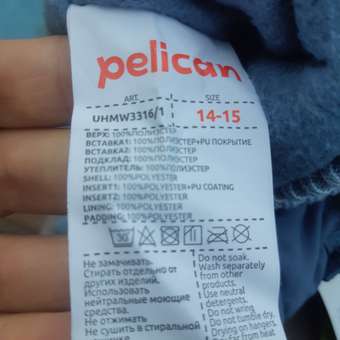 pelican
ART.
SIZE
UHMW3316/1
14-15
ВЕРХ: 100%ПОЛИЭСТЕР
ВСТАВКА1: 100%ПОЛИЭСТЕР+PU ПОКРЫТИЕ
ВСТАВКА2: 100%ПОЛИЭСТЕР
ПОДКЛАД: 100%ПОЛИЭСТЕР
УТЕПЛИТЕЛЬ: 100%ПОЛИЭСТЕР
SHELL: 100%POLYESTER
INSERT1: 100%POLYESTER+PU COATING
INSERT2: 100%POLYESTER
LINING: 100%POLYESTER
PADDING: 100%POLYESTER
30
Не замачивать.
Стирать отдельно от
других изделий.
Использовать
нейтральные моющие
средства.
Не отжимать
Не сушить в стиральной
Do not soak.
Wash separately
from other
products.
Use neutral
detergents.
Do not wring.
Do not tumble dry.
Drying on hangers.